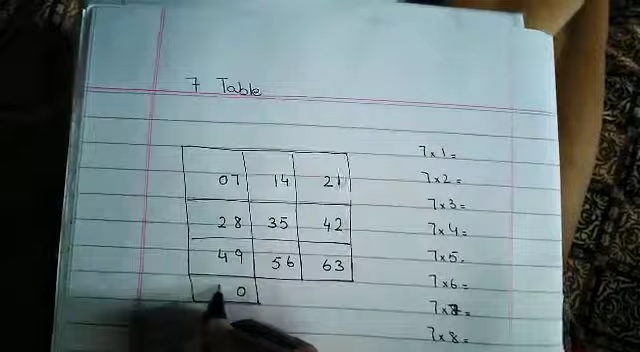 7 Table
07 14 21
28 35 42
49 56 63
0
7x1=
7x2=
7x3=
7x4=
7x5.
7x6=
7x7=
7x8=